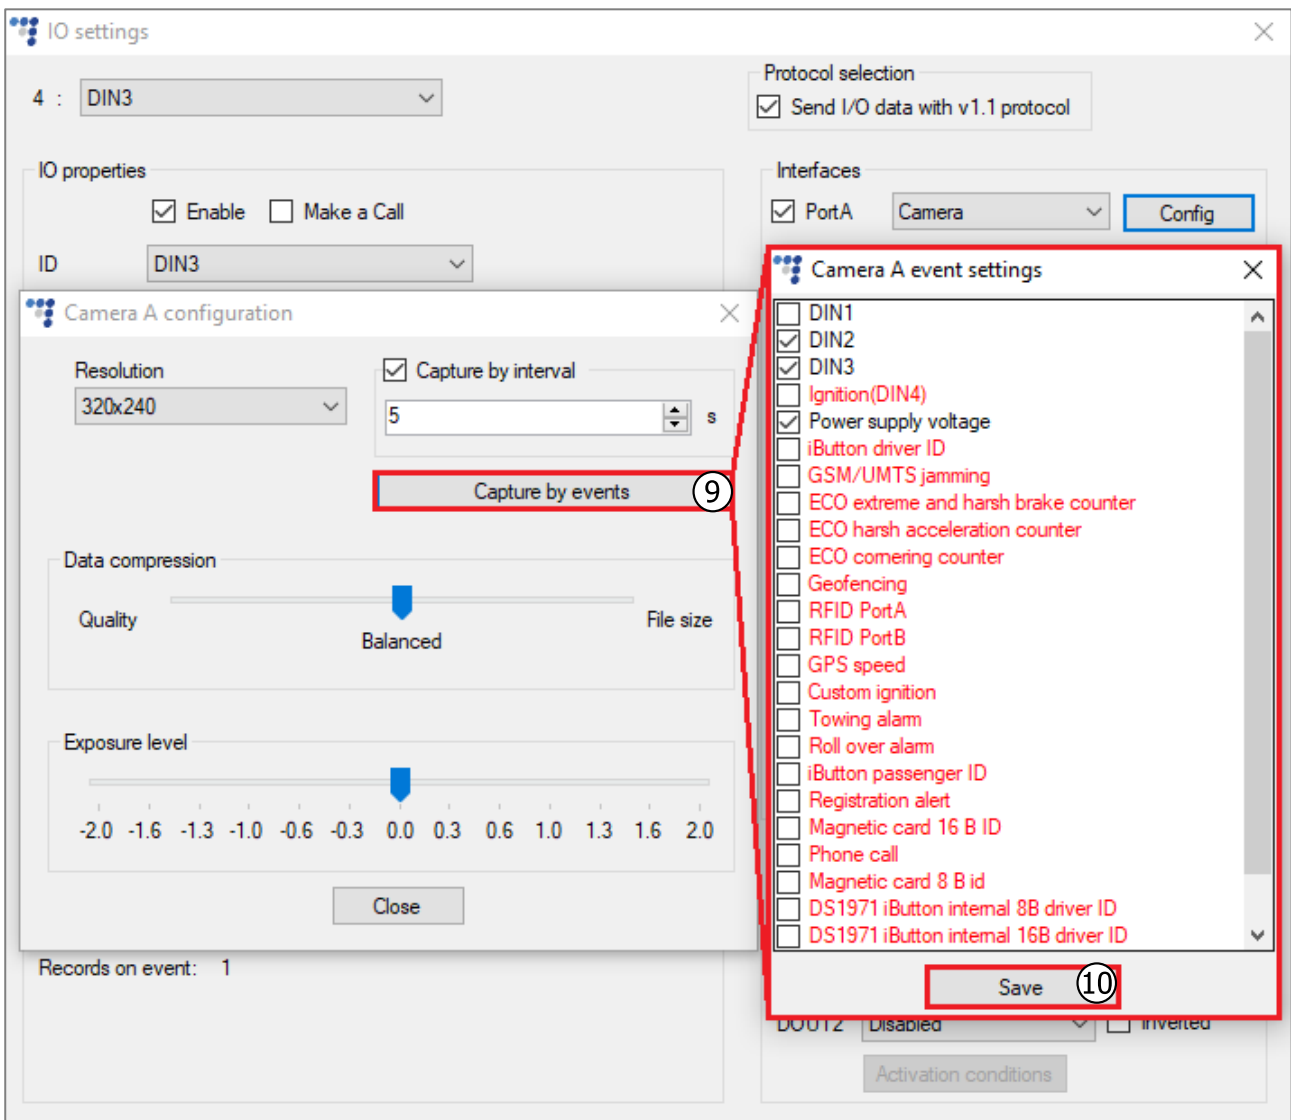 IO settings
4 : DIN3
Protocol selection
Send I/O data with v1.1 protocol
IO properties
Enable Make a Call
ID DIN3
Interfaces
PortA Camera Config
Camera A configuration
Resolution
320x240
Capture by interval
5 s
Capture by events 9
Data compression
Quality File size
Balanced
Exposure level
-2.0 -1.6 -1.3 -1.0 -0.6 -0.3 0.0 0.3 0.6 1.0 1.3 1.6 2.0
Close
Camera A event settings
DIN1
DIN2
DIN3
Ignition(DIN4)
Power supply voltage
iButton driver ID
GSM/UMTS jamming
ECO extreme and harsh brake counter
ECO harsh acceleration counter
ECO cornering counter
Geofencing
RFID PortA
RFID PortB
GPS speed
Custom ignition
Towing alarm
Roll over alarm
iButton passenger ID
Registration alert
Magnetic card 16 B ID
Phone call
Magnetic card 8 B id
DS1971 iButton internal 8B driver ID
DS1971 iButton internal 16B driver ID
Save 10
Records on event: 1
DOUT2 Disabled Inverted
Activation conditions